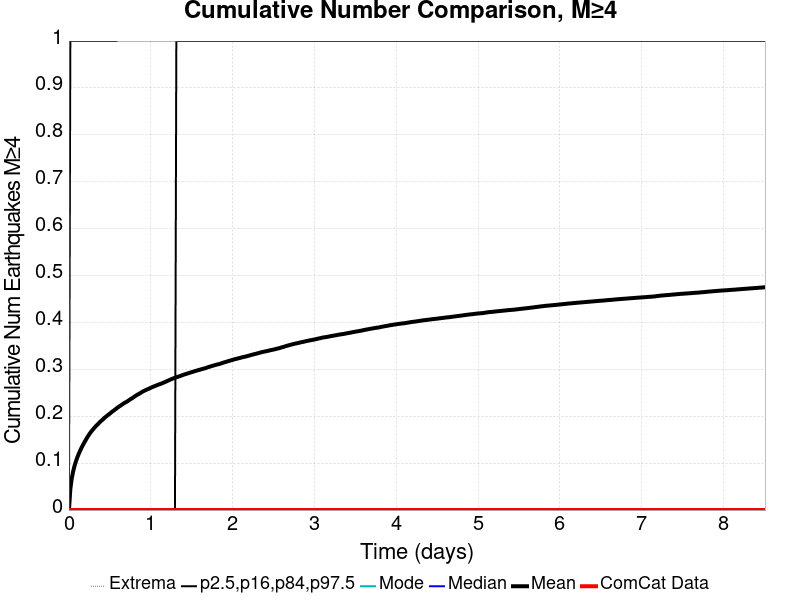 Cumulative Number Comparison, M≥4
Cumulative Num Earthquakes M≥4
1
0.9
0.8
0.7
0.6
0.5
0.4
0.3
0.2
0.1
0
0 1 2 3 4 5 6 7 8
Time (days)
Extrema p2.5,p16,p84,p97.5 Mode Median Mean ComCat Data